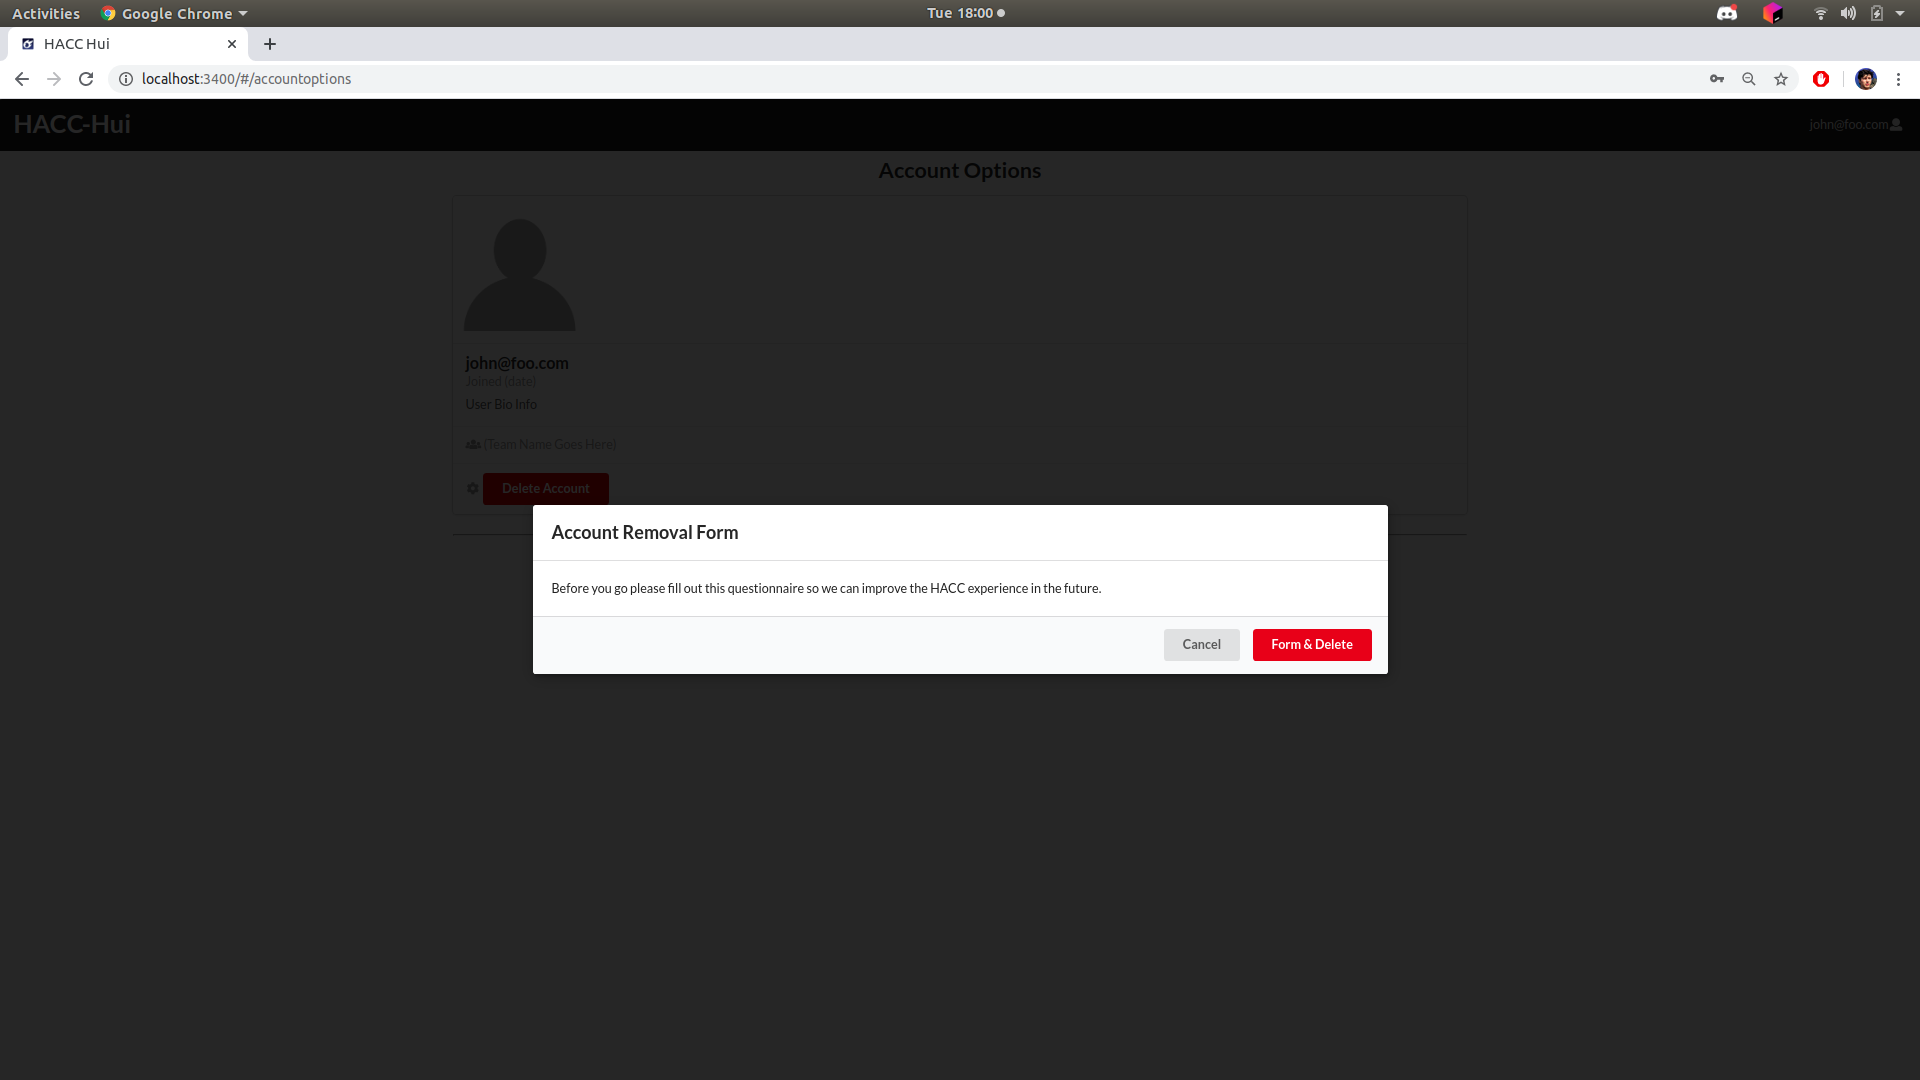 Activities
Google Chrome
Tue 18:00
HACC Hui
localhost:3400/#/accountoptions
HACC-Hui
john@foo.com
Account Options
john@foo.com
Joined (date)
User Bio Info
(Team Name Goes Here)
Delete Account
Account Removal Form
Before you go please fill out this questionnaire so we can improve the HACC experience in the future.
Cancel
Form & Delete